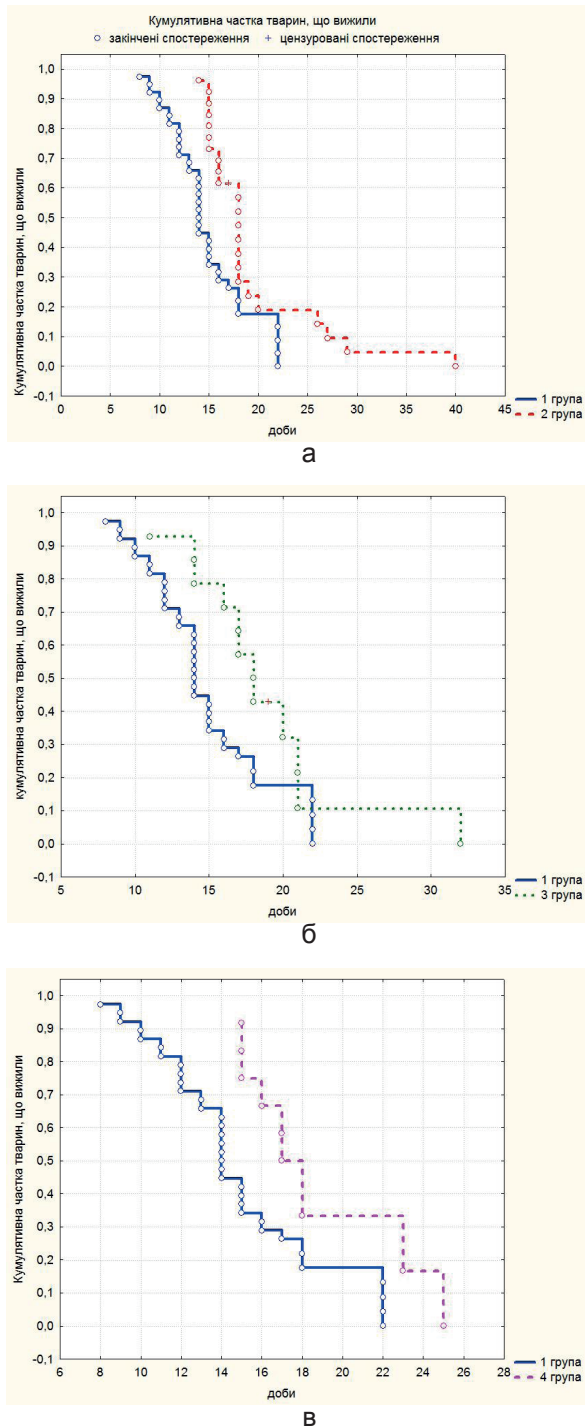 Кумулятивна частка тварин, що вижили
закінчені спостереження цензуровані спостереження
Кумулятивна частка тварин, що вижили
1,0
0,9
0,8
0,7
0,6
0,5
0,4
0,3
0,2
0,1
0,0
-0,1
0 5 10 15 20 25 30 35 40 45
доби
1 група
2 група
а
кумулятивна частка тварин, що вижили
1,0
0,9
0,8
0,7
0,6
0,5
0,4
0,3
0,2
0,1
0,0
-0,1
5 10 15 20 25 30 35
доби
1 група
3 група
б
Кумулятивна частка тварин, що вижили
1,0
0,9
0,8
0,7
0,6
0,5
0,4
0,3
0,2
0,1
0,0
-0,1
6 8 10 12 14 16 18 20 22 24 26 28
доби
1 група
4 група
в